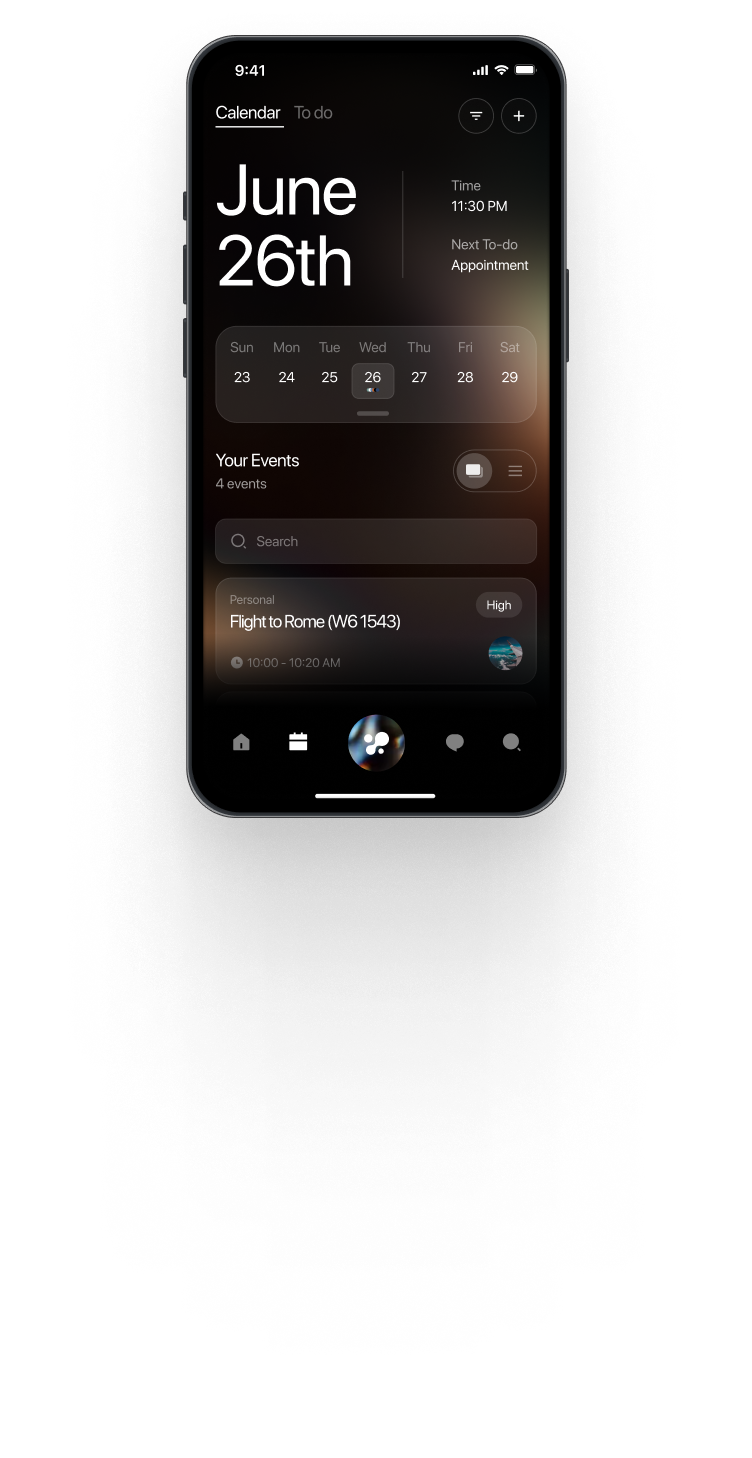 9:41
Calendar To do
June
26th
Time
11:30 PM
Next To-do
Appointment
Sun Mon Tue Wed Thu Fri Sat
23 24 25 26 27 28 29
Your Events
4 events
Search
Personal
High
Flight to Rome (W6 1543)
10:00 - 10:20 AM